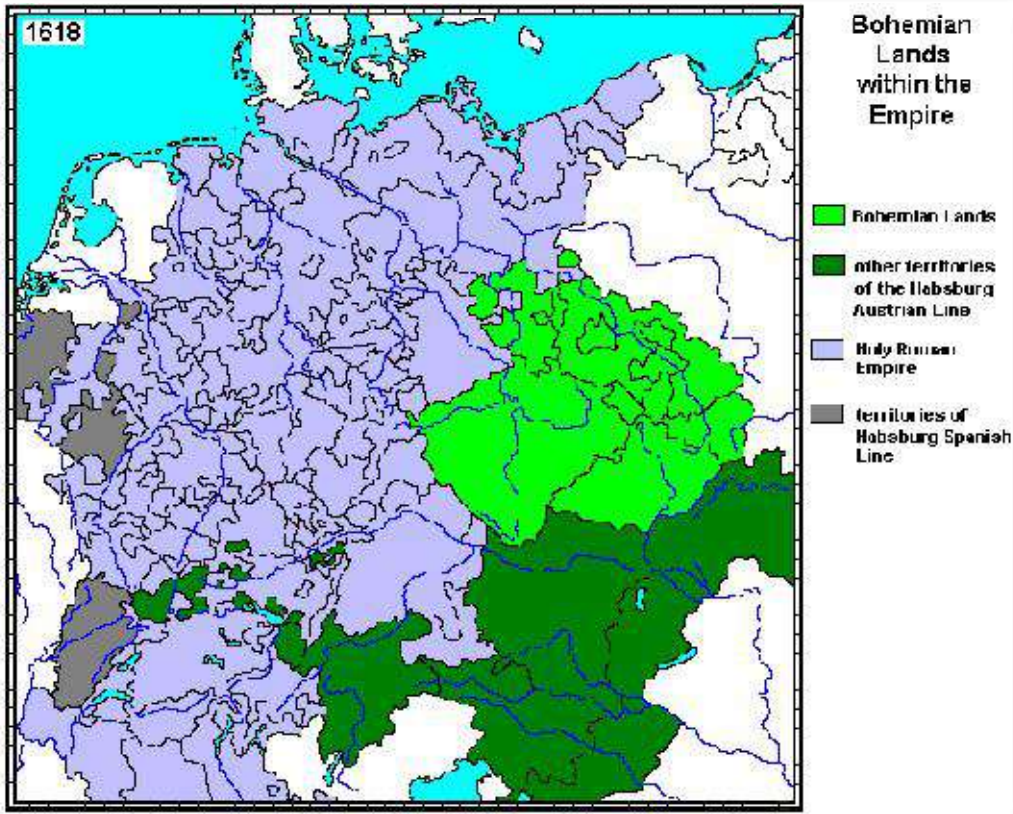 1618
Bohemian
Lands
within the
Empire
Bohemian Lands
other territories
of the Habsburg
Austrian Line
Holy Roman
Empire
territories of
Habsburg Spanish
Line